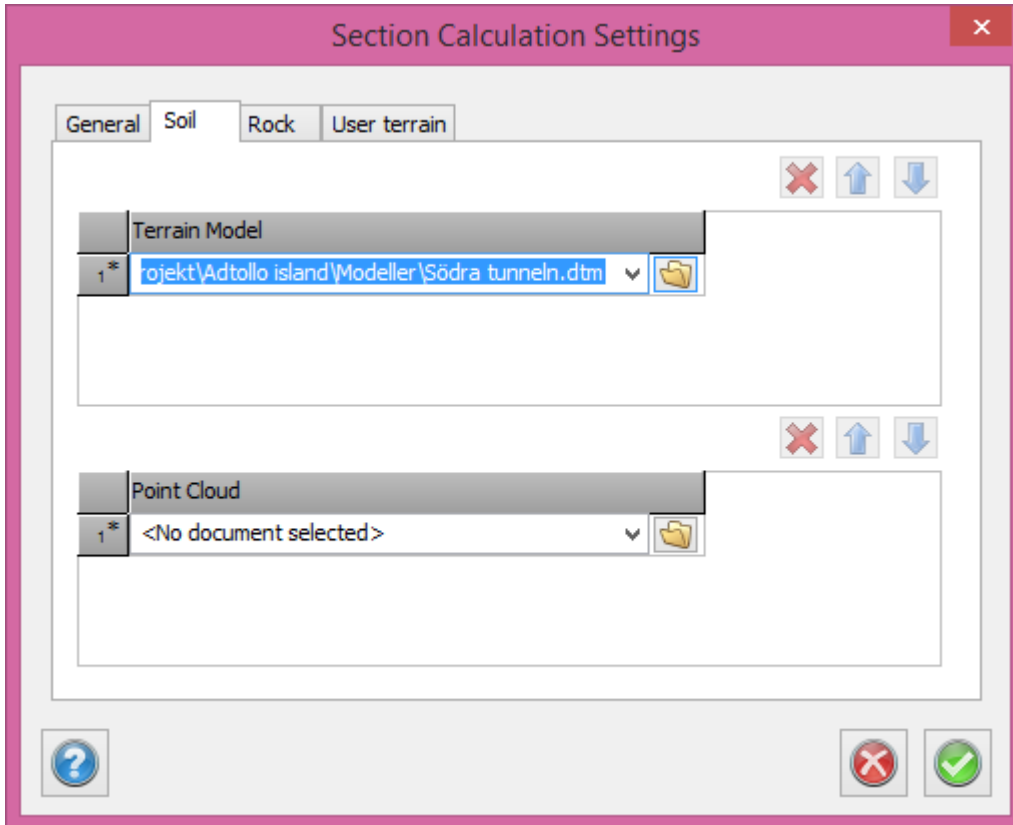 Section Calculation Settings
General Soil Rock User terrain
Terrain Model
1* rojekt\Adtollo island\Modeller\Södra tunneln.dtm
Point Cloud
1* <No document selected>
?